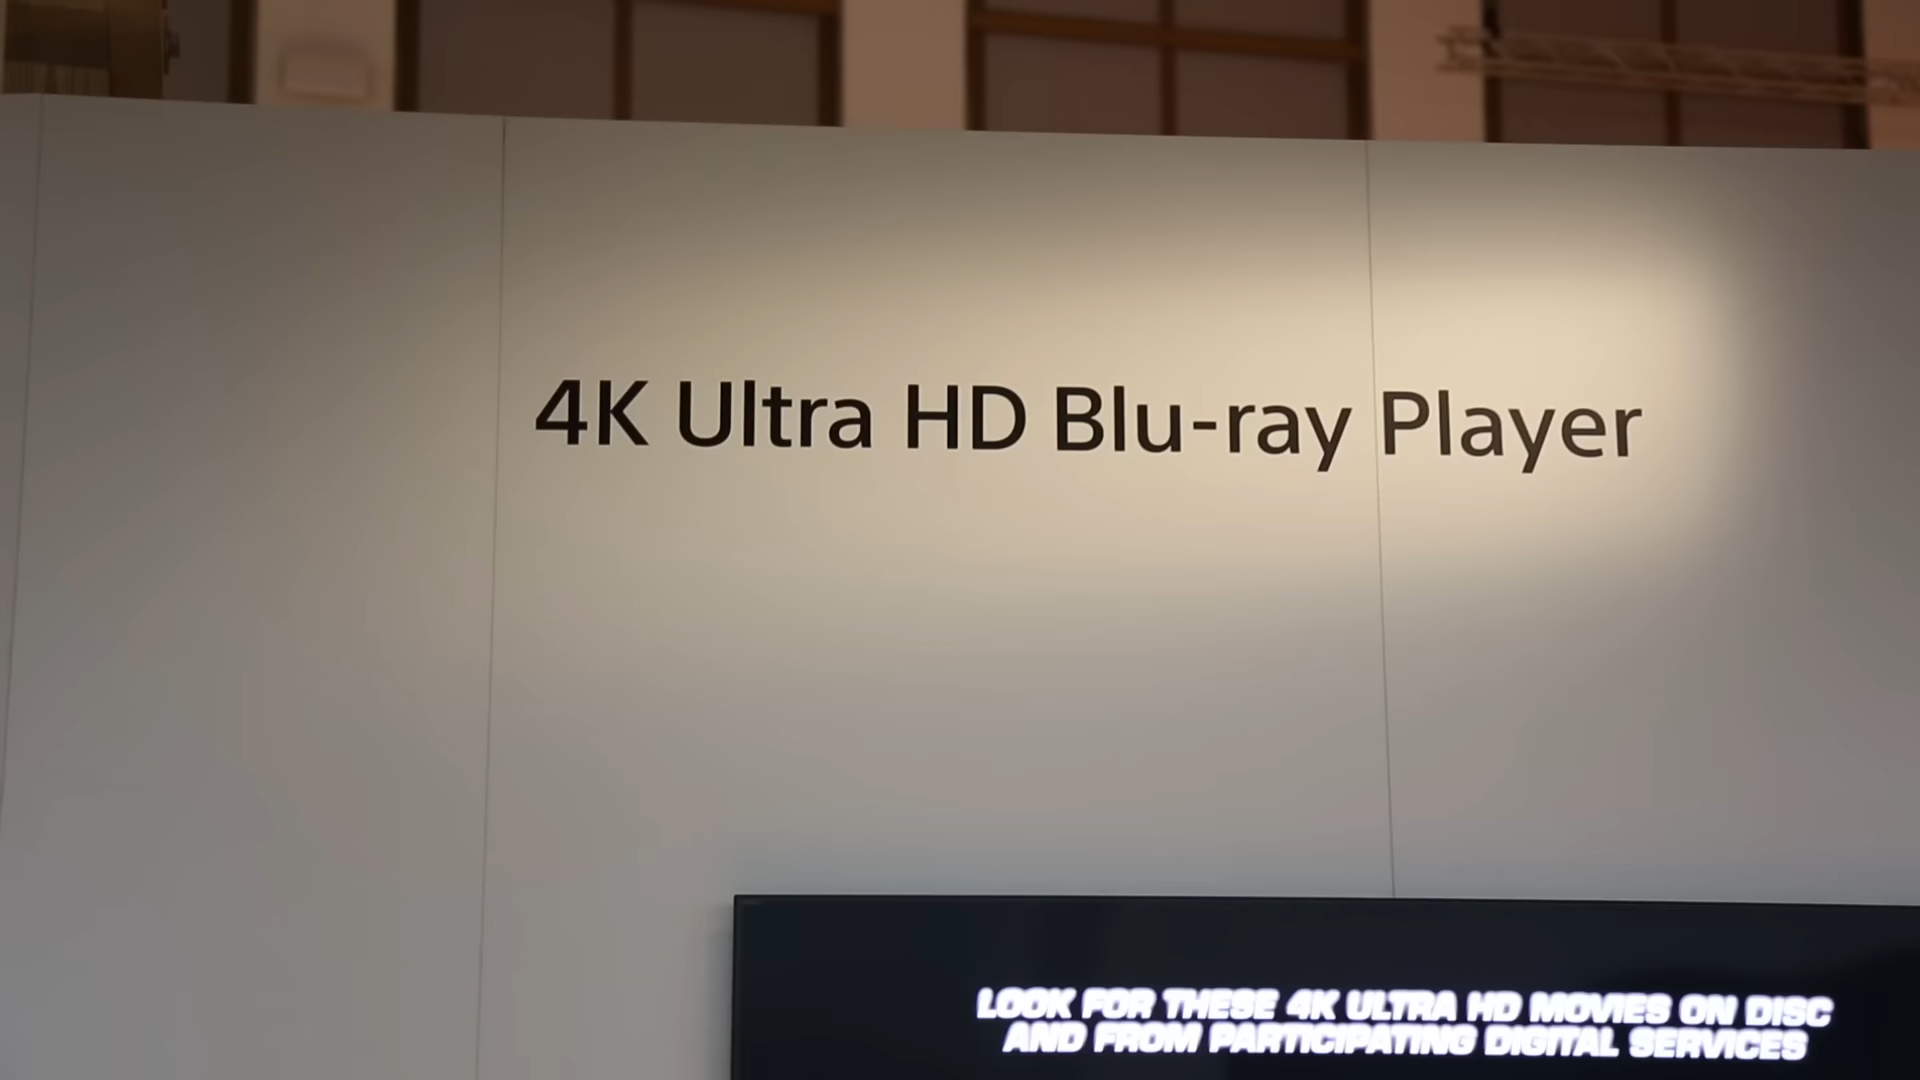 4K Ultra HD Blu-ray Player
LOOK FOR THESE 4K ULTRA HD MOVIES ON DISC
AND FROM PARTICIPATING DIGITAL SERVICES